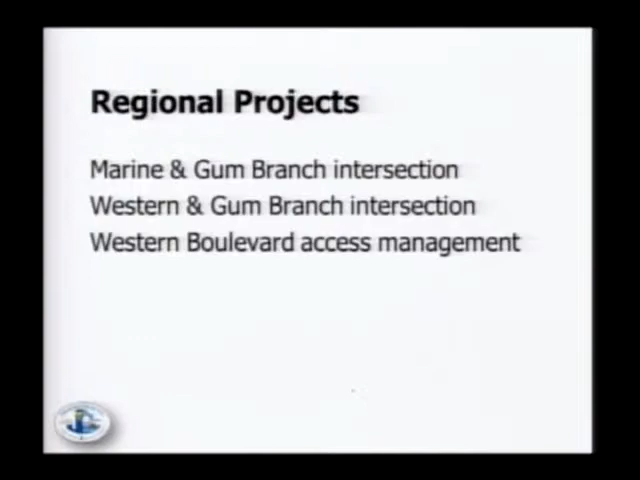 Regional Projects
Marine & Gum Branch intersection
Western & Gum Branch intersection
Western Boulevard access management